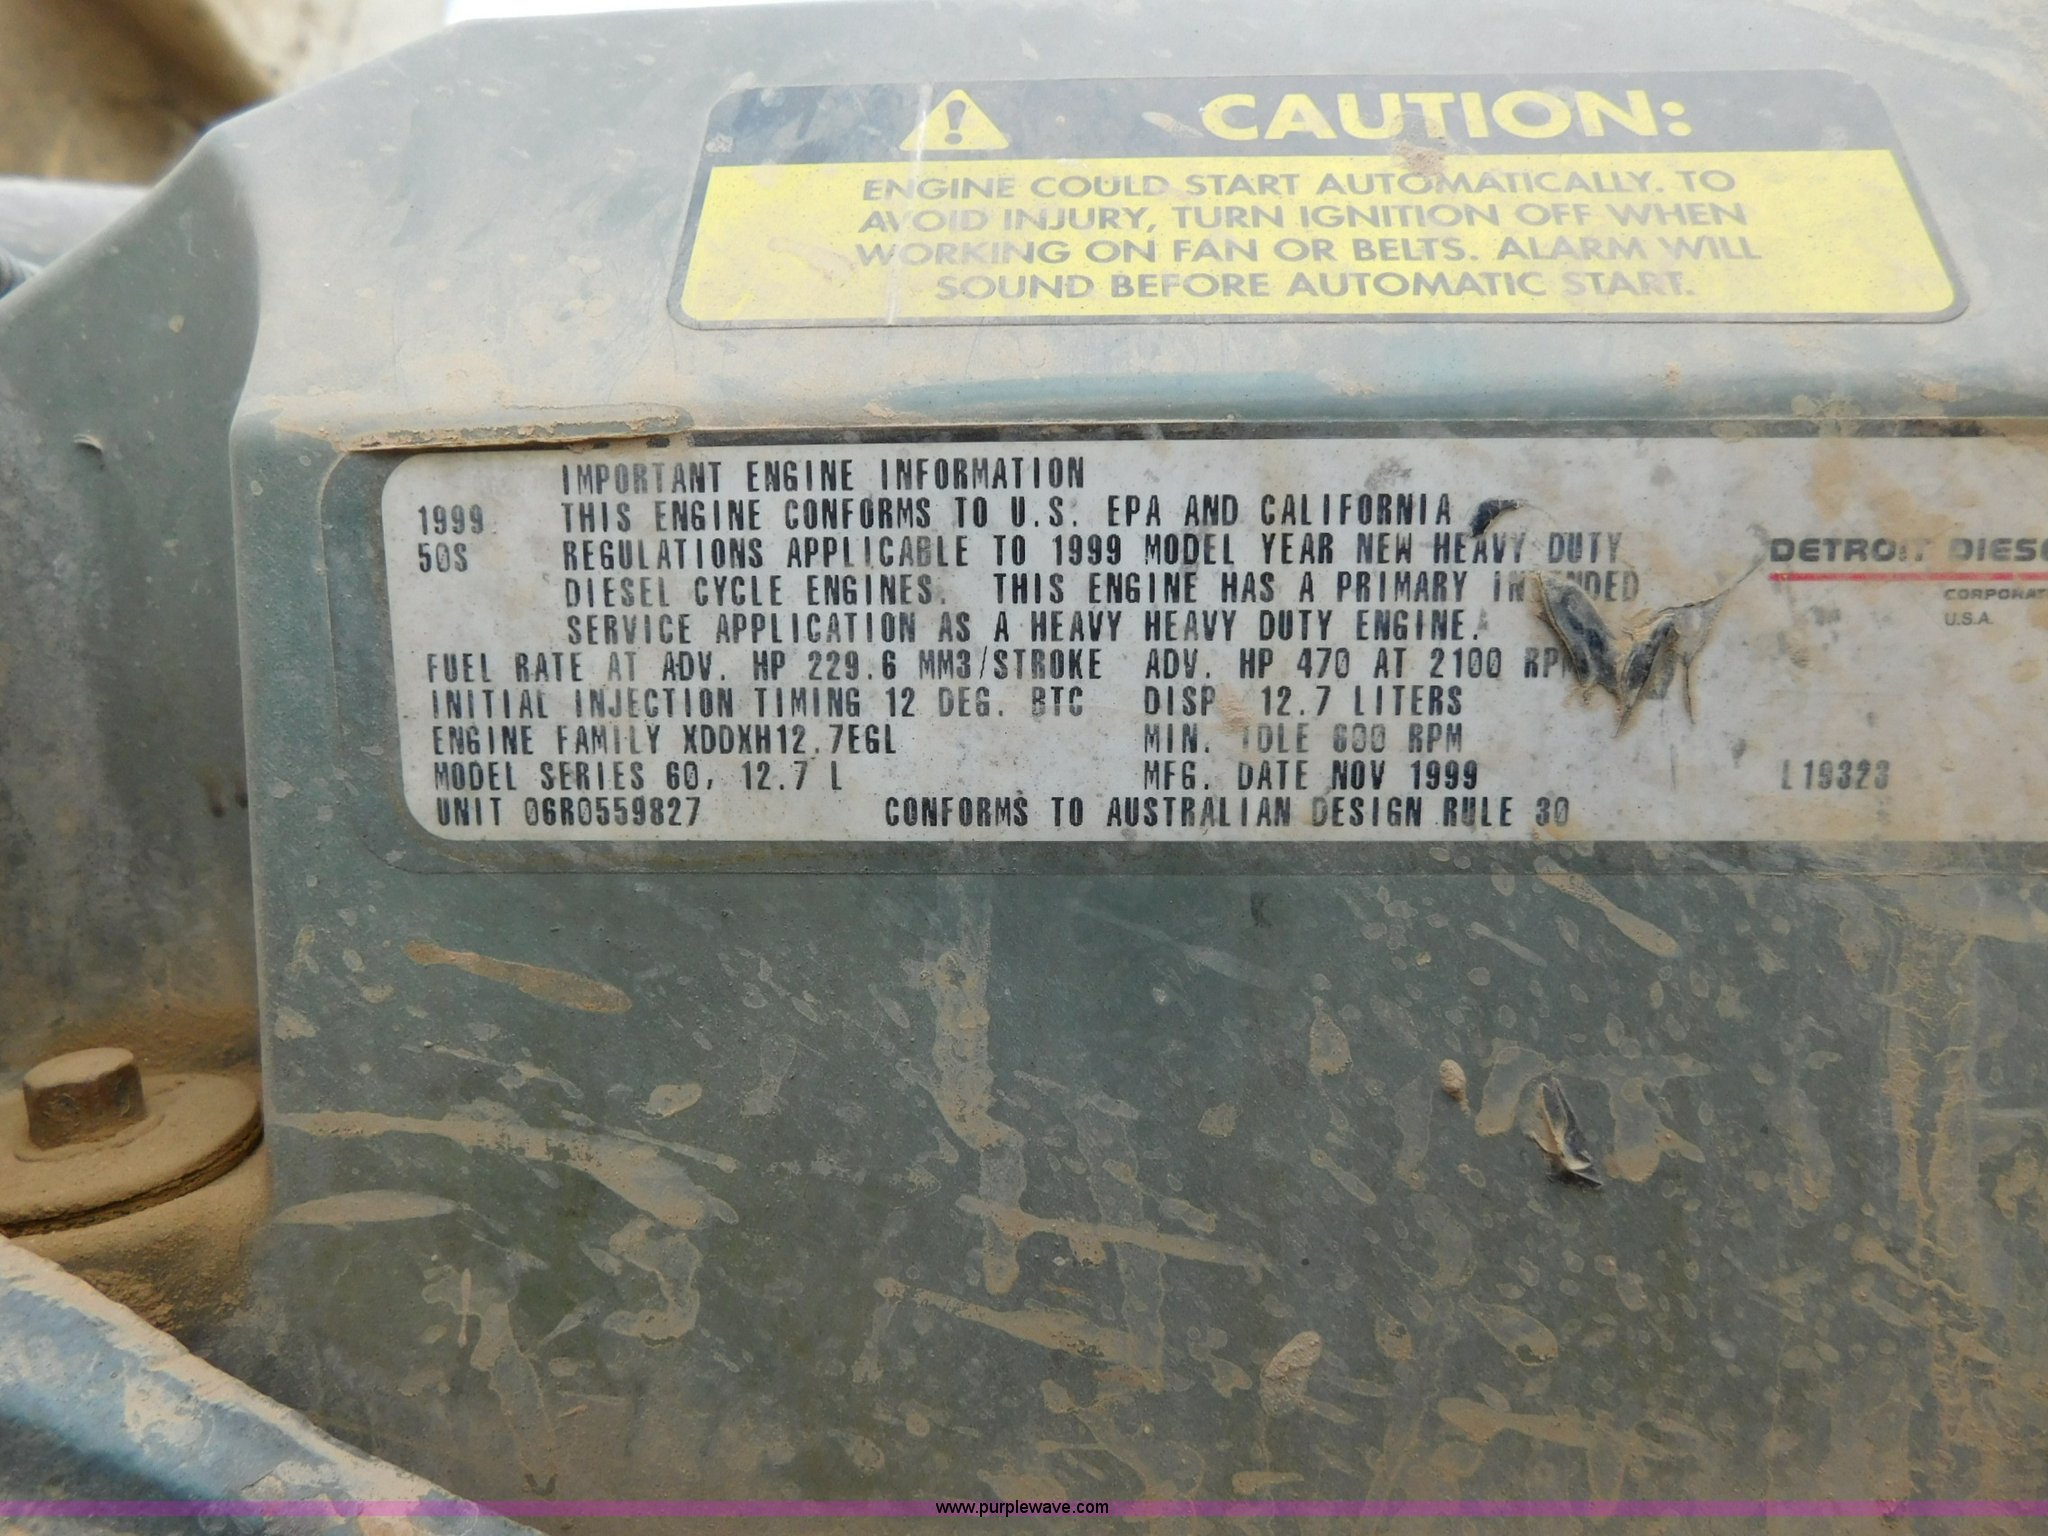 CAUTION:
ENGINE COULD START AUTOMATICALLY. TO
AVOID INJURY, TURN IGNITION OFF WHEN
WORKING ON FAN OR BELTS. ALARM WILL
SOUND BEFORE AUTOMATIC START.
IMPORTANT ENGINE INFORMATION
1999 THIS ENGINE CONFORMS TO U.S. EPA AND CALIFORNIA
50S REGULATIONS APPLICABLE TO 1999 MODEL YEAR NEW HEAVY DUTY
DIESEL CYCLE ENGINES. THIS ENGINE HAS A PRIMARY
SERVICE APPLICATION AS A HEAVY HEAVY DUTY ENGINE.
FUEL RATE AT ADV. HP 229.6 MM3/STROKE ADV. HP 470 AT 2100 RPM
INITIAL INJECTION TIMING 12 DEG. BTC DISP. 12.7 LITERS
ENGINE FAMILY XDDXH12.7EGL MIN. IDLE 600 RPM
MODEL SERIES 60, 12.7 L MFG. DATE NOV 1999
UNIT 06R0559827 CONFORMS TO AUSTRALIAN DESIGN RULE 30
DETROIT DIESE
CORPORAT
U.S.A.
L19323
www.purplewave.com